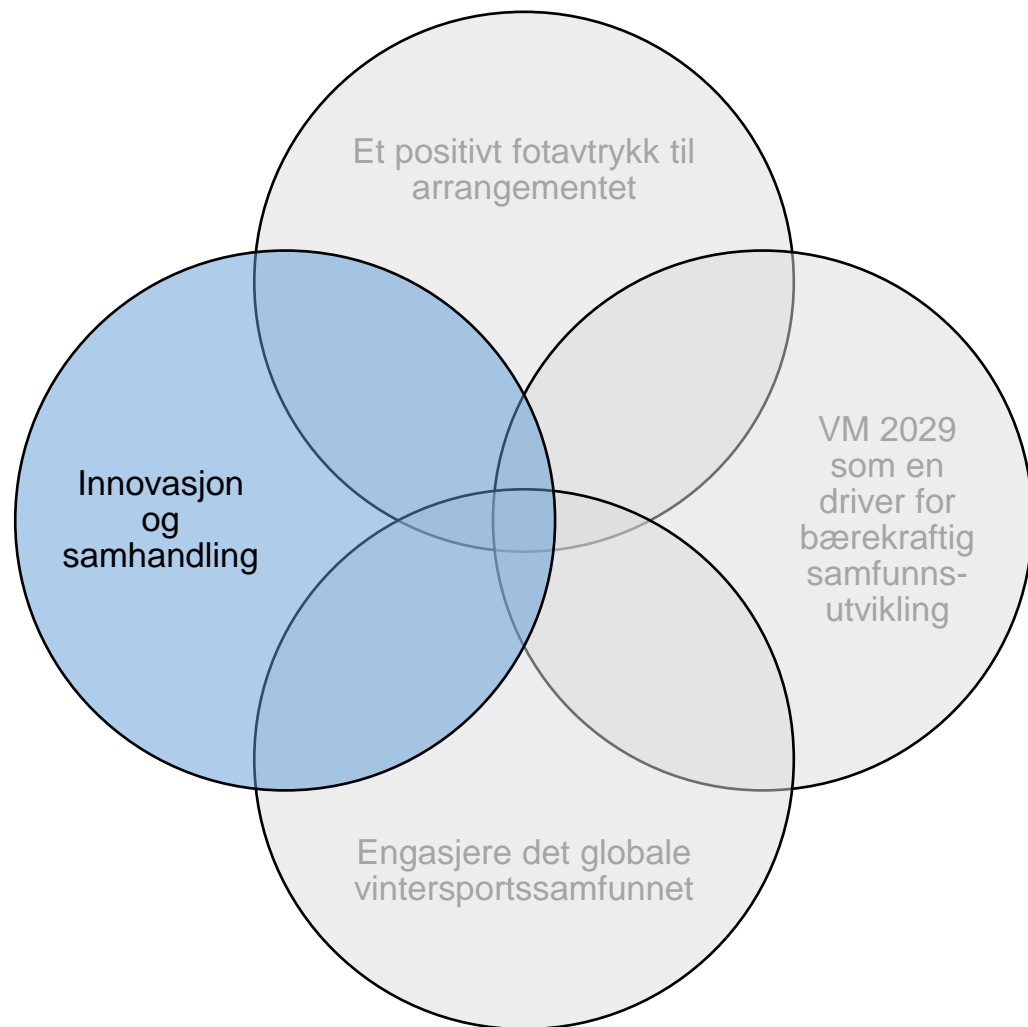 Et positivt fotavtrykk til
arrangementet
Innovasjon
og
samhandling
VM 2029
som en
driver for
bærekraftig
samfunns-
utvikling
Engasjere det globale
vintersportssamfunnet